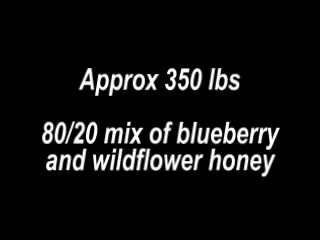 Approx 350 lbs
80/20 mix of blueberry
and wildflower honey